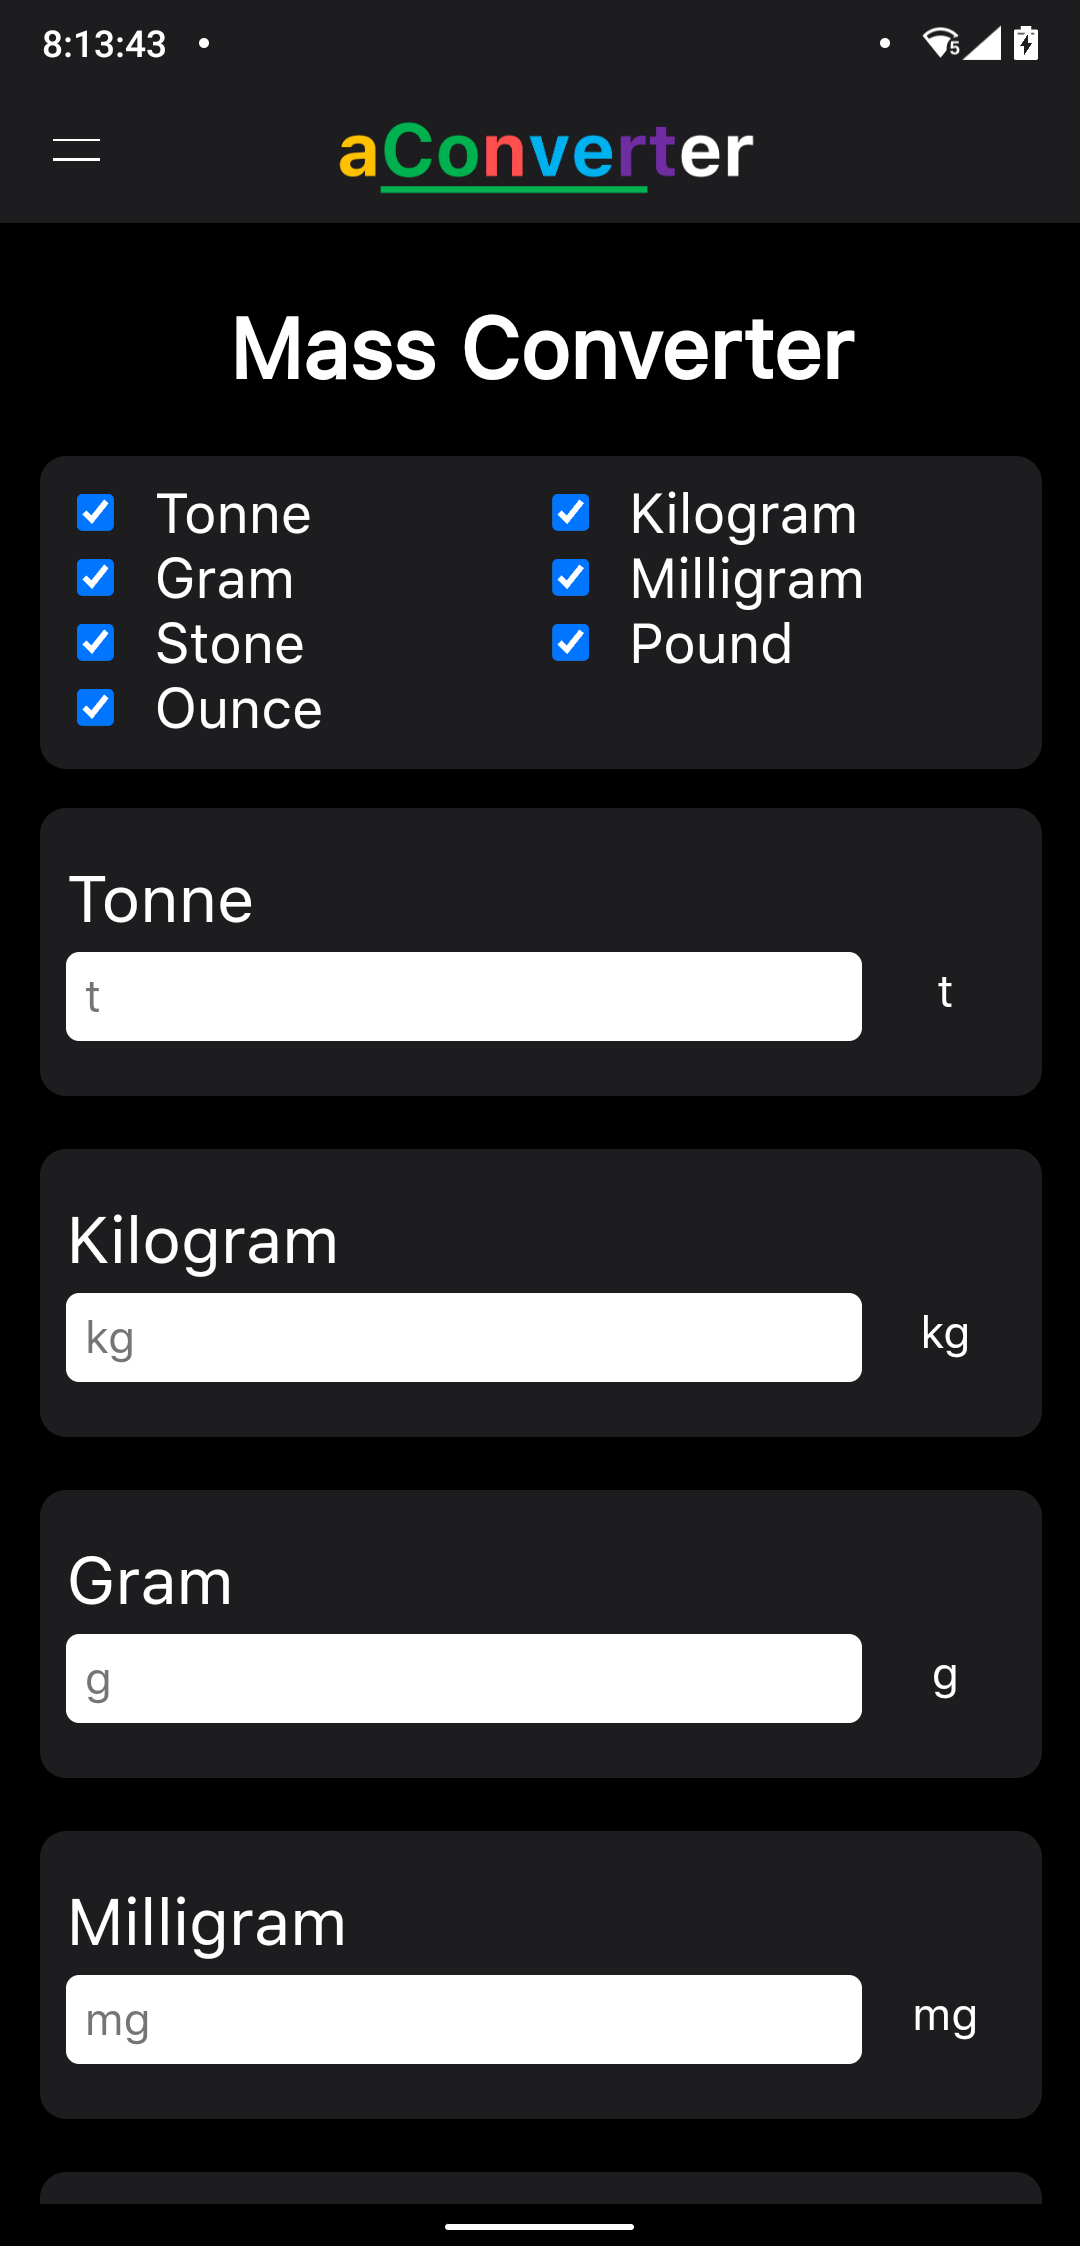 8:13:43
5
aConverter
Mass Converter
Tonne Kilogram
Gram Milligram
Stone Pound
Ounce
Tonne
t t
Kilogram
kg kg
Gram
g g
Milligram
mg mg